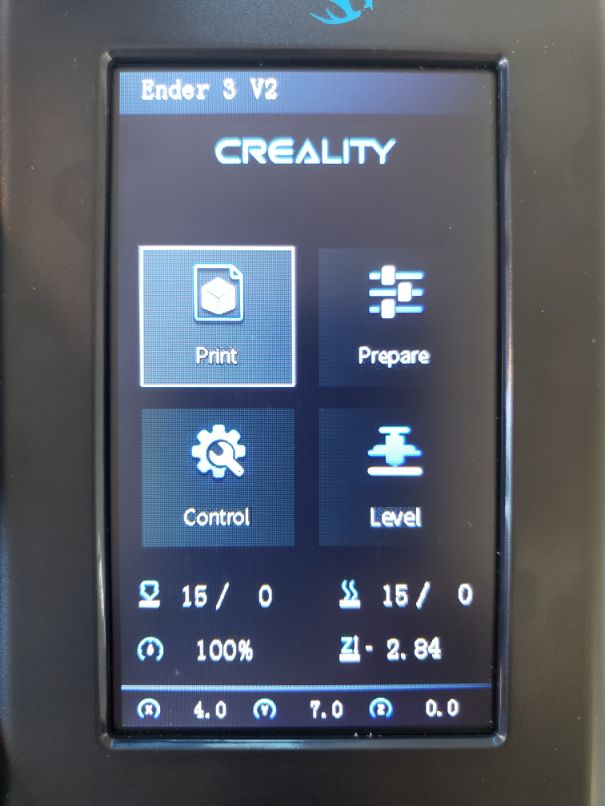 Ender 3 V2
CREALITY
Print Prepare
Control Level
15 / 0 15 / 0
100% Z - 2.84
X 4.0 Y 7.0 Z 0.0